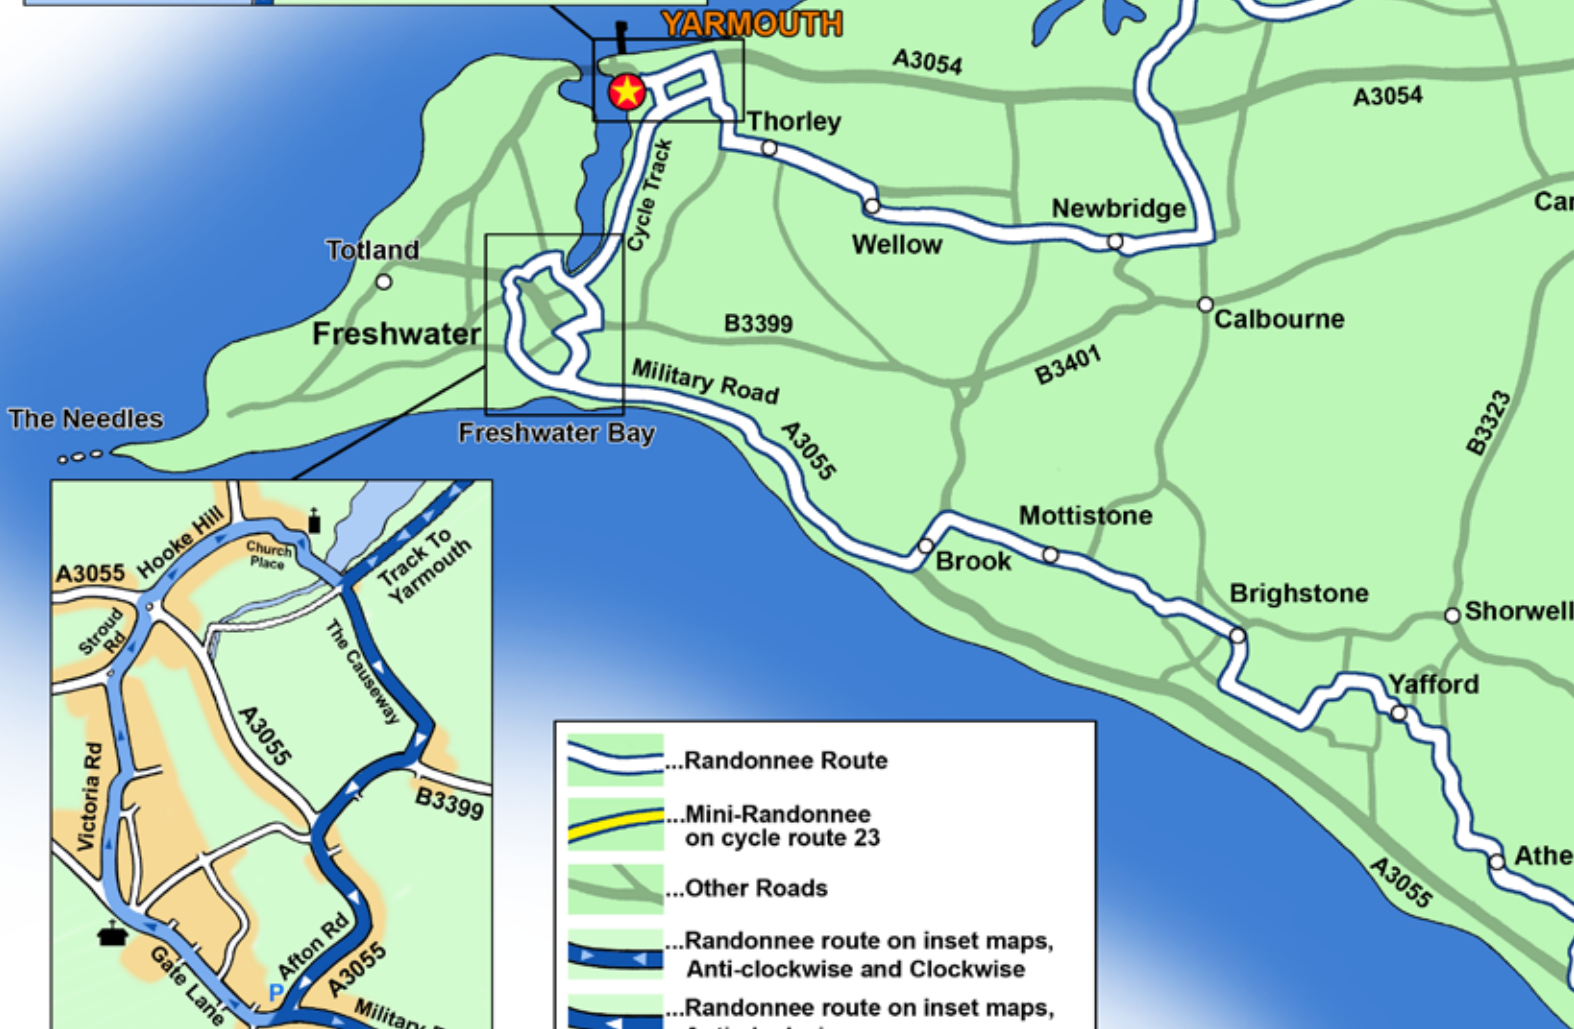 YARMOUTH
A3054
A3054
Thorley
Cycle Track
Newbridge
Wellow
Totland
Freshwater
B3399
Calbourne
B3401
Military Road
B3323
The Needles
Freshwater Bay
A3055
Mottistone
Brook
Brighstone
Shorwell
Yafford
A3055
Hooke Hill
Church
Place
A3055
Track To
Yarmouth
Stroud
Rd
The Causeway
A3055
Victoria Rd
B3399
Afton Rd
A3055
Gate Lane
P
...Randonnee Route
...Mini-Randonnee
on cycle route 23
...Other Roads
...Randonnee route on inset maps,
Anti-clockwise and Clockwise
...Randonnee route on inset maps,